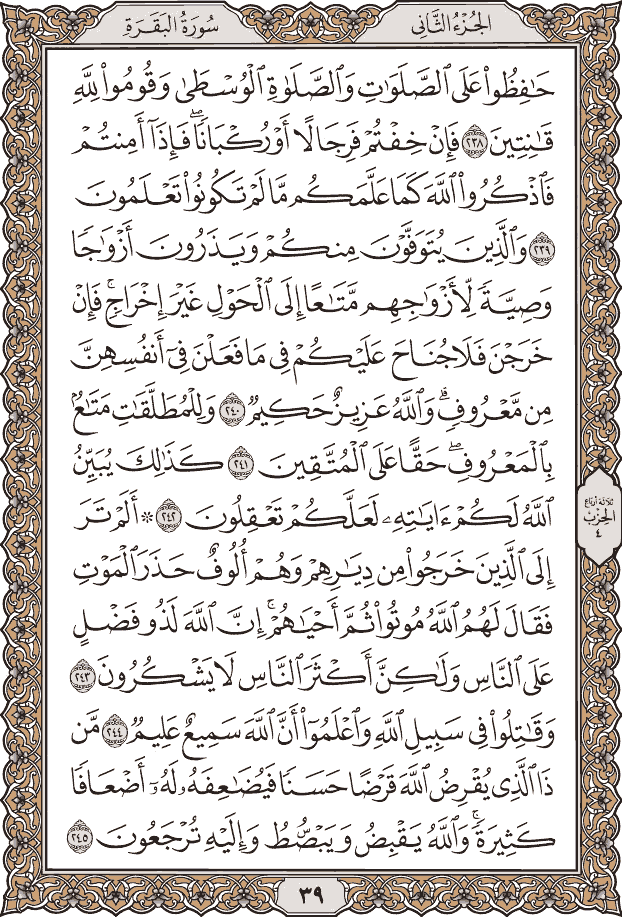 الجُزْءُ الثَّانِي
سُورَةُ البَقَرَةِ
حَٰفِظُواْ عَلَى ٱلصَّلَوَٰتِ وَٱلصَّلَوٰةِ ٱلْوُسْطَىٰ وَقُومُواْ لِلَّهِ
قَٰنِتِينَ ٢٣٨ فَإِنْ خِفْتُمْ فَرِجَالًا أَوْ رُكْبَانًاۖ فَإِذَآ أَمِنتُمْ
فَٱذْكُرُواْ ٱللَّهَ كَمَا عَلَّمَكُم مَّا لَمْ تَكُونُواْ تَعْلَمُونَ
٢٣٩ وَٱلَّذِينَ يُتَوَفَّوْنَ مِنكُمْ وَيَذَرُونَ أَزْوَٰجًا
وَصِيَّةً لِّأَزْوَٰجِهِم مَّتَٰعًا إِلَى ٱلْحَوْلِ غَيْرَ إِخْرَاجٍۚ فَإِنْ
خَرَجْنَ فَلَا جُنَاحَ عَلَيْكُمْ فِي مَا فَعَلْنَ فِيٓ أَنفُسِهِنَّ
مِن مَّعْرُوفٍۗ وَٱللَّهُ عَزِيزٌ حَكِيمٌ ٢٤٠ وَلِلْمُطَلَّقَٰتِ مَتَٰعُۢ
بِٱلْمَعْرُوفِۖ حَقًّا عَلَى ٱلْمُتَّقِينَ ٢٤١ كَذَٰلِكَ يُبَيِّنُ
ٱللَّهُ لَكُمْ ءَايَٰتِهِۦ لَعَلَّكُمْ تَعْقِلُونَ ٢٤٢ * أَلَمْ تَرَ
إِلَى ٱلَّذِينَ خَرَجُواْ مِن دِيَٰرِهِمْ وَهُمْ أُلُوفٌ حَذَرَ ٱلْمَوْتِ
فَقَالَ لَهُمُ ٱللَّهُ مُوتُواْ ثُمَّ أَحْيَٰهُمْۚ إِنَّ ٱللَّهَ لَذُو فَضْلٍ
عَلَى ٱلنَّاسِ وَلَٰكِنَّ أَكْثَرَ ٱلنَّاسِ لَا يَشْكُرُونَ ٢٤٣
وَقَٰتِلُواْ فِي سَبِيلِ ٱللَّهِ وَٱعْلَمُوٓاْ أَنَّ ٱللَّهَ سَمِيعٌ عَلِيمٌ ٢٤٤ مَّن
ذَا ٱلَّذِي يُقْرِضُ ٱللَّهَ قَرْضًا حَسَنًا فَيُضَٰعِفَهُۥ لَهُۥٓ أَضْعَافًا
كَثِيرَةًۚ وَٱللَّهُ يَقْبِضُ وَيَبْصُۜطُ وَإِلَيْهِ تُرْجَعُونَ ٢٤٥
ثلاثة أرباع
الحزب
٤
٣٩